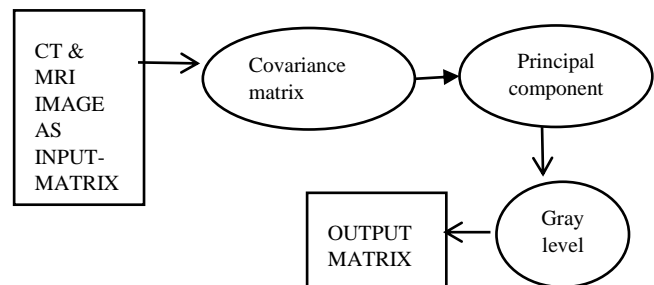 CT &
MRI
IMAGE
AS
INPUT-
MATRIX
Covariance
matrix
Principal
component
Gray
level
OUTPUT
MATRIX